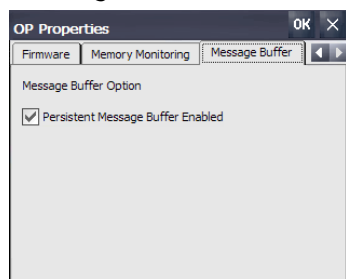 OP Properties OK ×
Firmware Memory Monitoring Message Buffer
Message Buffer Option
Persistent Message Buffer Enabled